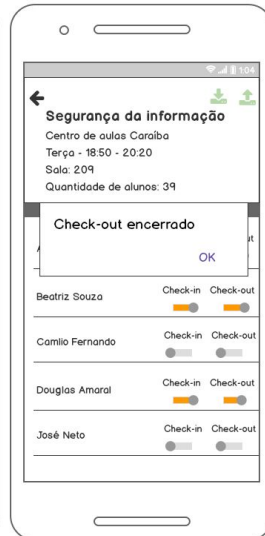 104
Segurança da informação
Centro de aulas Caraíba
Terça - 18:50 - 20:20
Sala: 209
Quantidade de alunos: 39
Check-out encerrado
OK
Beatriz Souza Check-in Check-out
Camlio Fernando Check-in Check-out
Douglas Amaral Check-in Check-out
José Neto Check-in Check-out